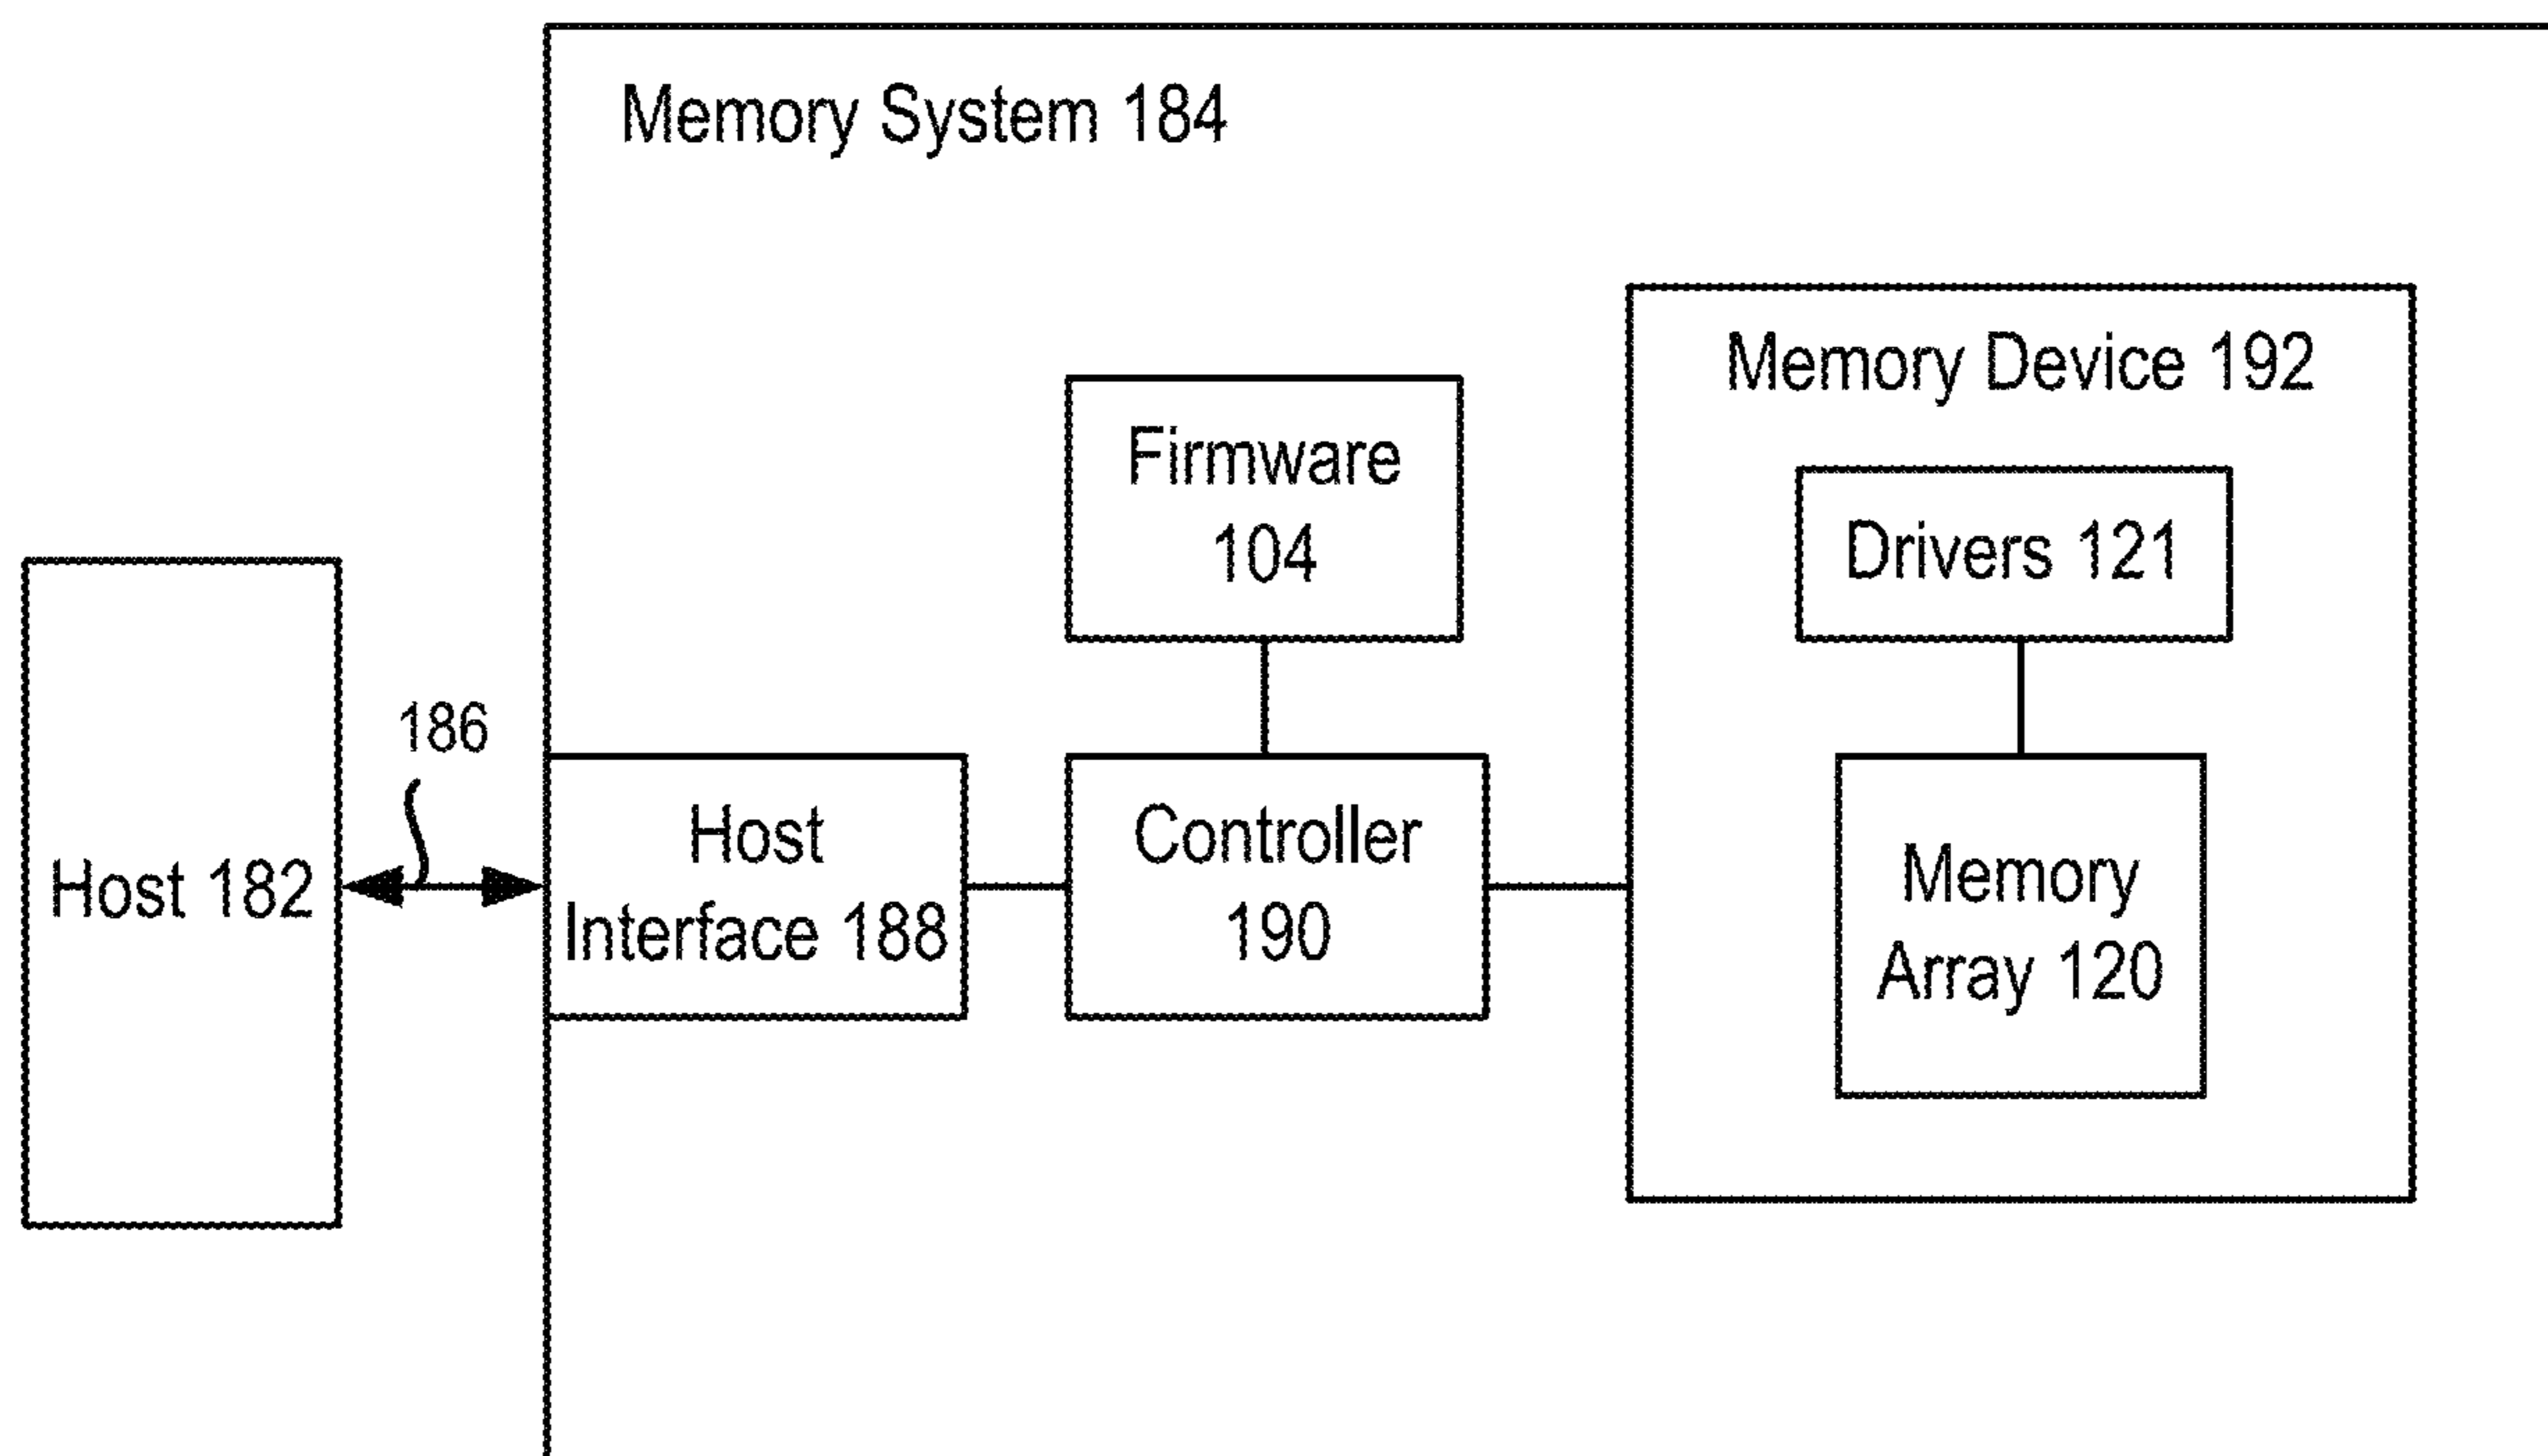 Memory System 184
Memory Device 192
Firmware
104
Drivers 121
186
Host 182
Host
Interface 188
Controller
190
Memory
Array 120